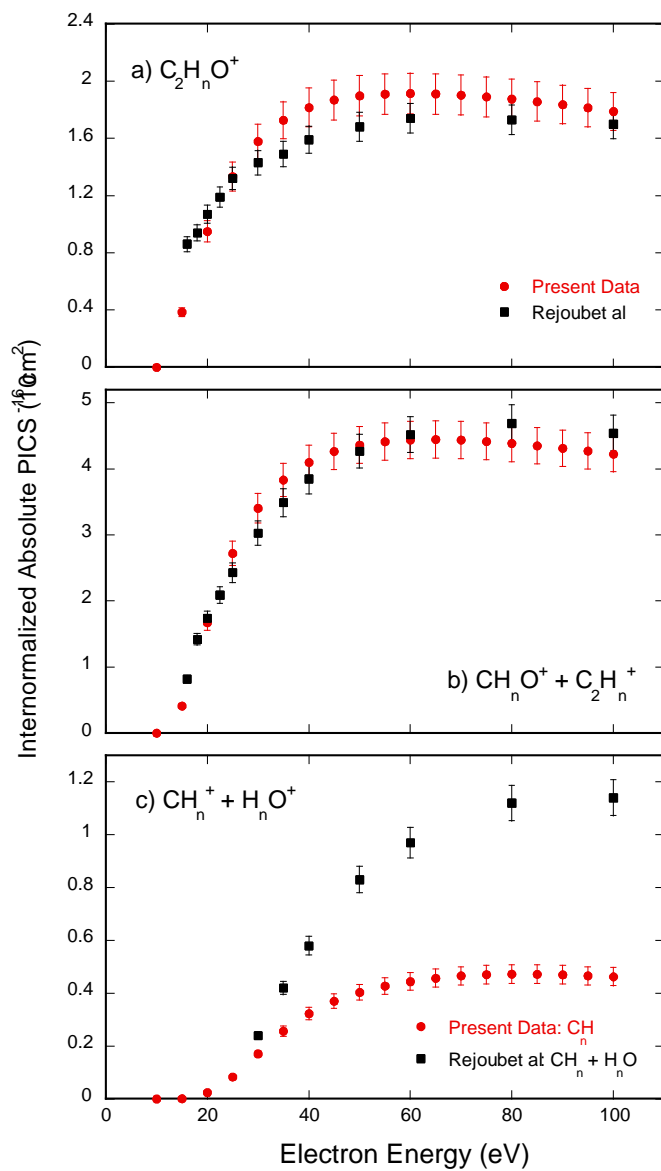 2.4
a) C₂HₙO⁺
2
1.6
1.2
0.8
Present Data
Rejoubet al
0.4
0
Internormalized Absolute PICS (10⁻¹⁶ cm²)
5
4
3
2
1
b) CHₙO⁺ + C₂Hₙ⁺
0
1.2
c) CHₙ⁺ + HₙO⁺
1
0.8
0.6
0.4
Present Data: CHₙ
0.2
Rejoubet al: CHₙ + HₙO
0
0 20 40 60 80 100
Electron Energy (eV)